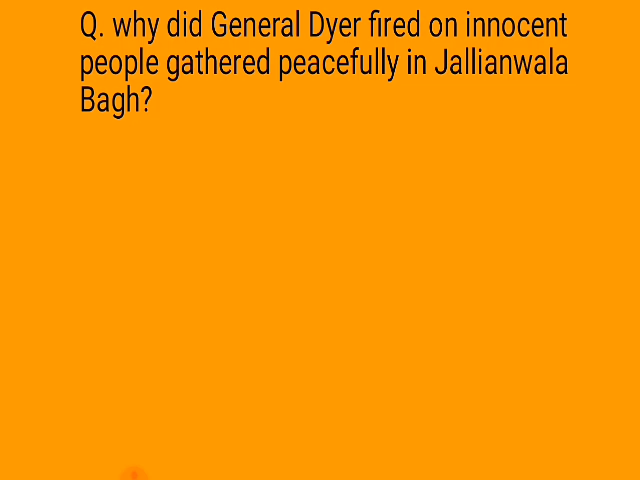 Q. why did General Dyer fired on innocent
people gathered peacefully in Jallianwala
Bagh?